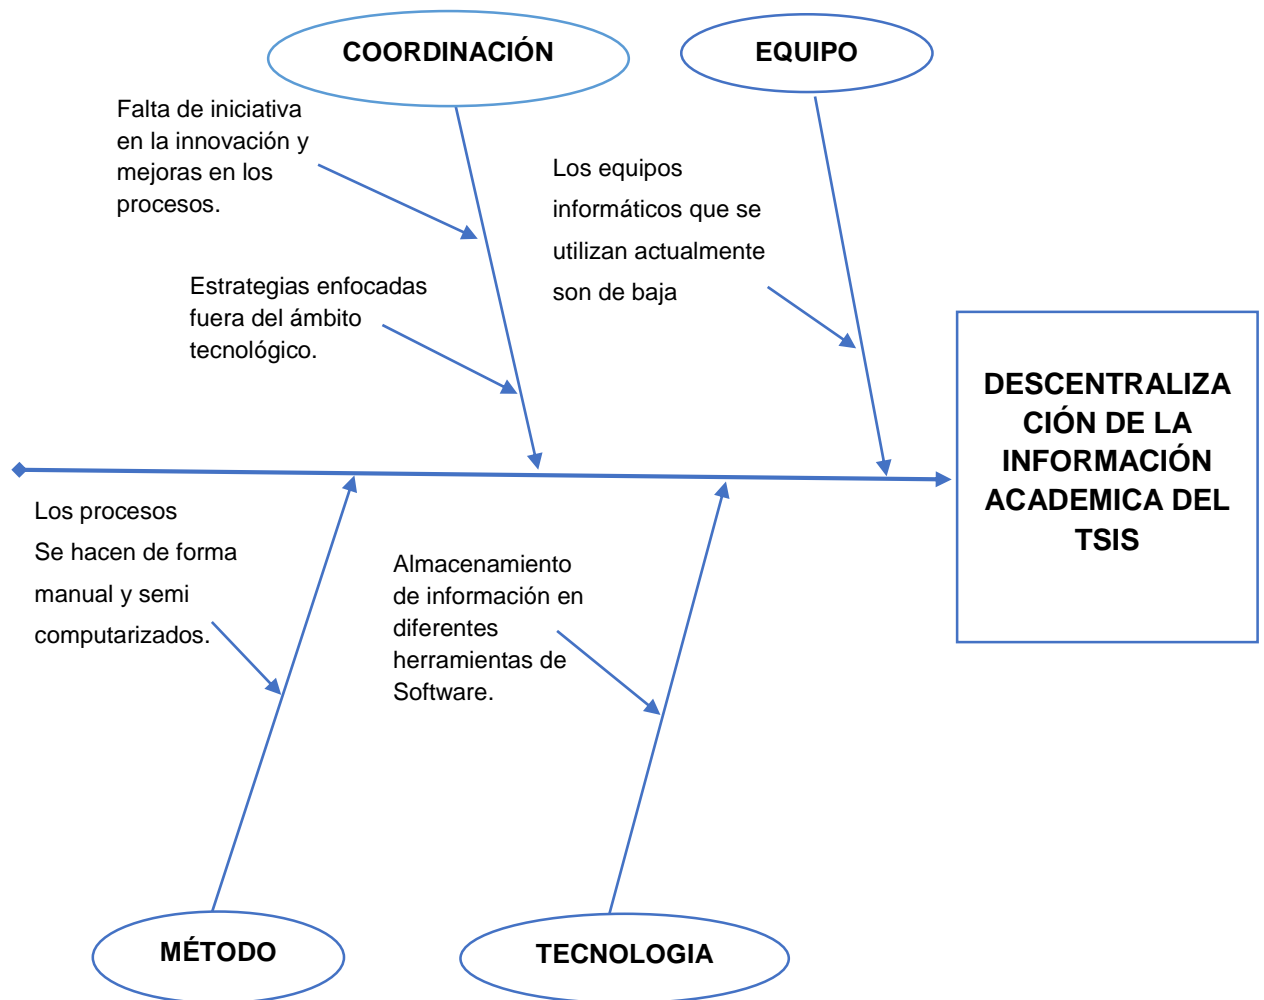 COORDINACIÓN
EQUIPO
Falta de iniciativa
en la innovación y
mejoras en los
procesos.
Los equipos
informáticos que se
utilizan actualmente
son de baja
Estrategias enfocadas
fuera del ámbito
tecnológico.
DESCENTRALIZA
CIÓN DE LA
INFORMACIÓN
ACADEMICA DEL
TSIS
Los procesos
Se hacen de forma
manual y semi
computarizados.
Almacenamiento
de información en
diferentes
herramientas de
Software.
MÉTODO
TECNOLOGIA